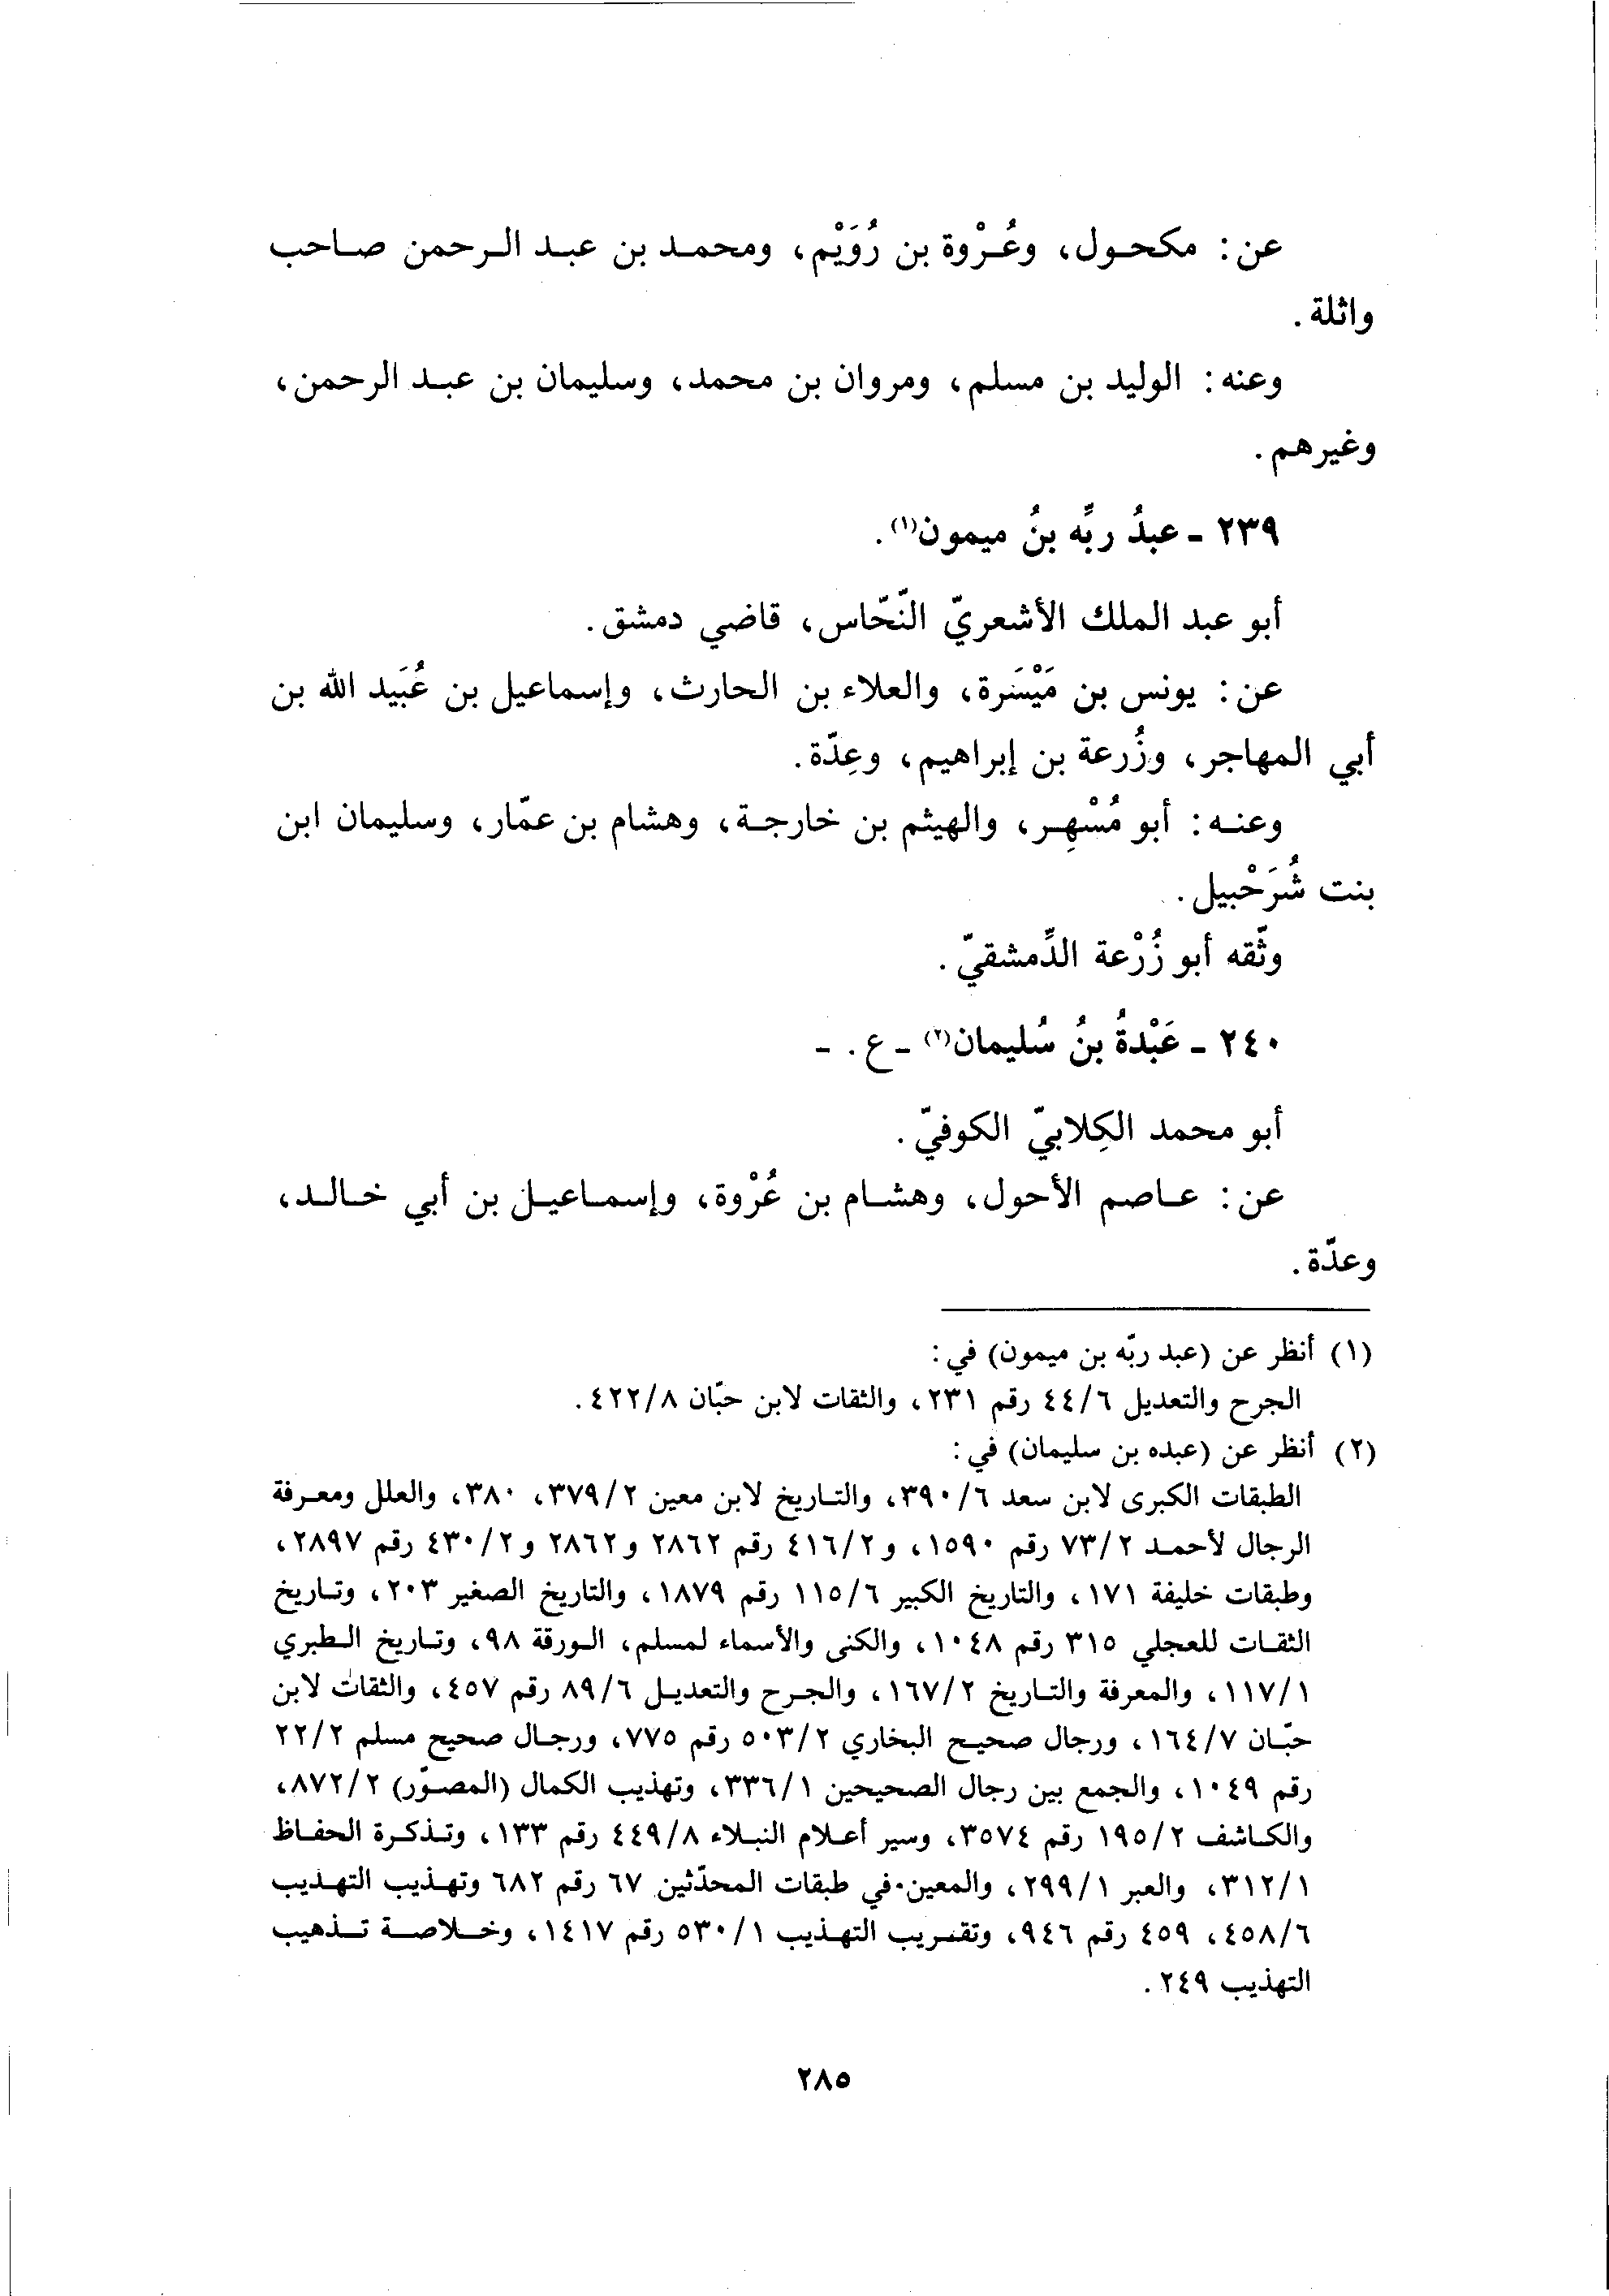 عن: مكحول، وعُرْوة بن رُوَيْم، ومحمد بن عبد الرحمن صاحب
واثلة.
وعنه: الوليد بن مسلم، ومروان بن محمد، وسليمان بن عبد الرحمن،
وغيرهم.
٢٣٩ - عبدُ ربِّه بنُ ميمون(١).
أبو عبد الملك الأشعريّ النّحّاس، قاضي دمشق.
عن: يونس بن مَيْسَرة، والعلاء بن الحارث، وإسماعيل بن عُبَيد الله بن
أبي المهاجر، وزُرعة بن إبراهيم، وعِدّة.
وعنه: أبو مُسْهِر، والهيثم بن خارجة، وهشام بن عمّار، وسليمان ابن
بنت شُرَحْبيل.
وثّقه أبو زُرْعة الدِّمشقيّ.
٢٤٠ - عَبْدةُ بنُ سُليمان(٢) - ع. -
أبو محمد الكِلابيّ الكوفيّ.
عن: عاصم الأحول، وهشام بن عُرْوة، وإسماعيل بن أبي خالد،
وعدّة.
(١) أنظر عن (عبد ربّه بن ميمون) في:
الجرح والتعديل ٤٤/٦ رقم ٢٣١، والثقات لابن حبّان ٤٢٢/٨.
(٢) أنظر عن (عبده بن سليمان) في:
الطبقات الكبرى لابن سعد ٣٩٠/٦، والتاريخ لابن معين ٣٧٩/٢، ٣٨٠، والعلل ومعرفة
الرجال لأحمد ٧٣/٢ رقم ١٥٩٠، و٤١٦/٢ رقم ٢٨٦٢ و٢٨٦٢ و٤٣٠/٢ رقم ٢٨٩٧،
وطبقات خليفة ١٧١، والتاريخ الكبير ١١٥/٦ رقم ١٨٧٩، والتاريخ الصغير ٢٠٣، وتاريخ
الثقات للعجلي ٣١٥ رقم ١٠٤٨، والكنى والأسماء لمسلم، الورقة ٩٨، وتاريخ الطبري
١١٧/١، والمعرفة والتاريخ ١٦٧/٢، والجرح والتعديل ٨٩/٦ رقم ٤٥٧، والثقات لابن
حبّان ١٦٤/٧، ورجال صحيح البخاري ٥٠٣/٢ رقم ٧٧٥، ورجال صحيح مسلم ٢٢/٢
رقم ١٠٤٩، والجمع بين رجال الصحيحين ٣٣٦/١، وتهذيب الكمال (المصوّر) ٨٧٢/٢،
والكاشف ١٩٥/٢ رقم ٣٥٧٤، وسير أعلام النبلاء ٤٤٩/٨ رقم ١٣٣، وتذكرة الحفاظ
٣١٢/١، والعبر ٢٩٩/١، والمعين في طبقات المحدّثين ٦٧ رقم ٦٨٢ وتهذيب التهذيب
٤٥٨/٦، ٤٥٩ رقم ٩٤٦، وتقريب التهذيب ٥٣٠/١ رقم ١٤١٧، وخلاصة تذهيب
التهذيب ٢٤٩.
٢٨٥